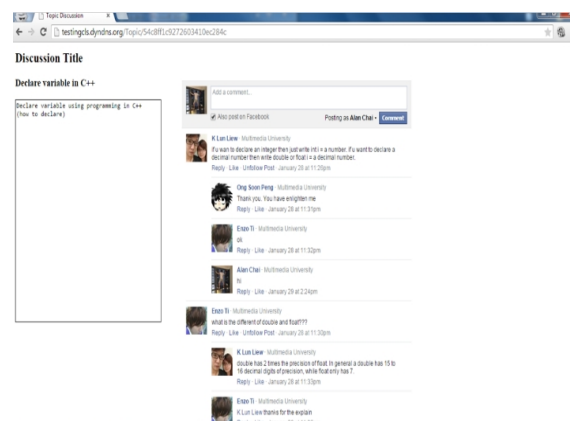 Topic Discussion
testingcls.dyndns.org/Topic/54c8ff1c9272603410ec284c
Discussion Title
Declare variable in C++
Declare variable using programming in C++
(how to declare)
Add a comment...
Also post on Facebook
Posting as Alan Chai
Comment
K Lun Liew · Multimedia University
if u wan to declare an integer then just write int i = a number. if u want to declare a
decimal number then write double or float i = a decimal number.
Reply · Like · Unfollow Post · January 28 at 11:26pm
Ong Soon Peng · Multimedia University
Thank you. You have enlighten me
Reply · Like · January 28 at 11:31pm
Enzo Ti · Multimedia University
ok
Reply · Like · January 28 at 11:32pm
Alan Chai · Multimedia University
hi
Reply · Like · January 28 at 2:24pm
Enzo Ti · Multimedia University
what is the different of double and float???
Reply · Like · Unfollow Post · January 28 at 11:30pm
K Lun Liew · Multimedia University
double has 2 times the precision of float. In general a double has 15 to
16 decimal digits of precision, while float only has 7.
Reply · Like · January 28 at 11:33pm
Enzo Ti · Multimedia University
K Lun Liew thanks for the explain